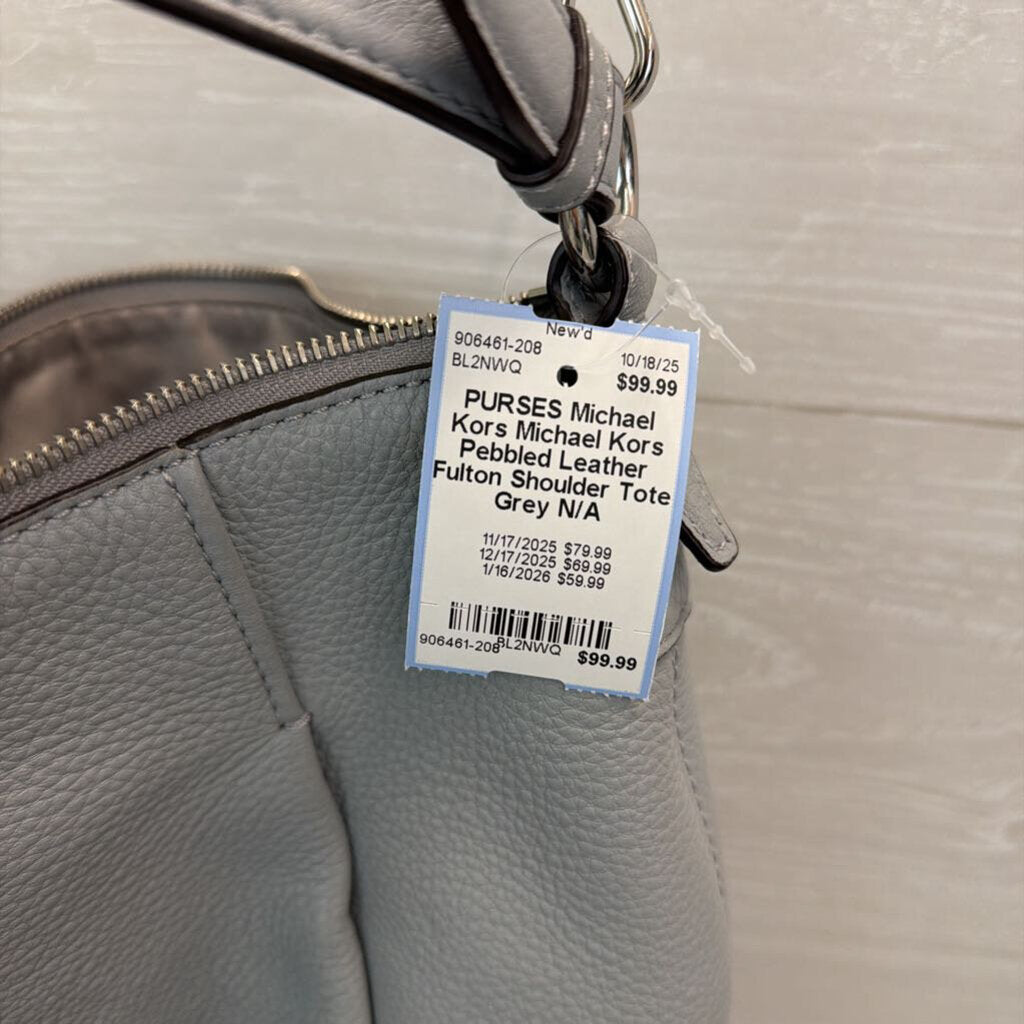 New'd
906461-208
10/18/25
BL2NWQ
$99.99
PURSES Michael
Kors Michael Kors
Pebbled Leather
Fulton Shoulder Tote
Grey N/A
11/17/2025 $79.99
12/17/2025 $69.99
1/16/2026 $59.99
906461-208
BL2NWQ
$99.99